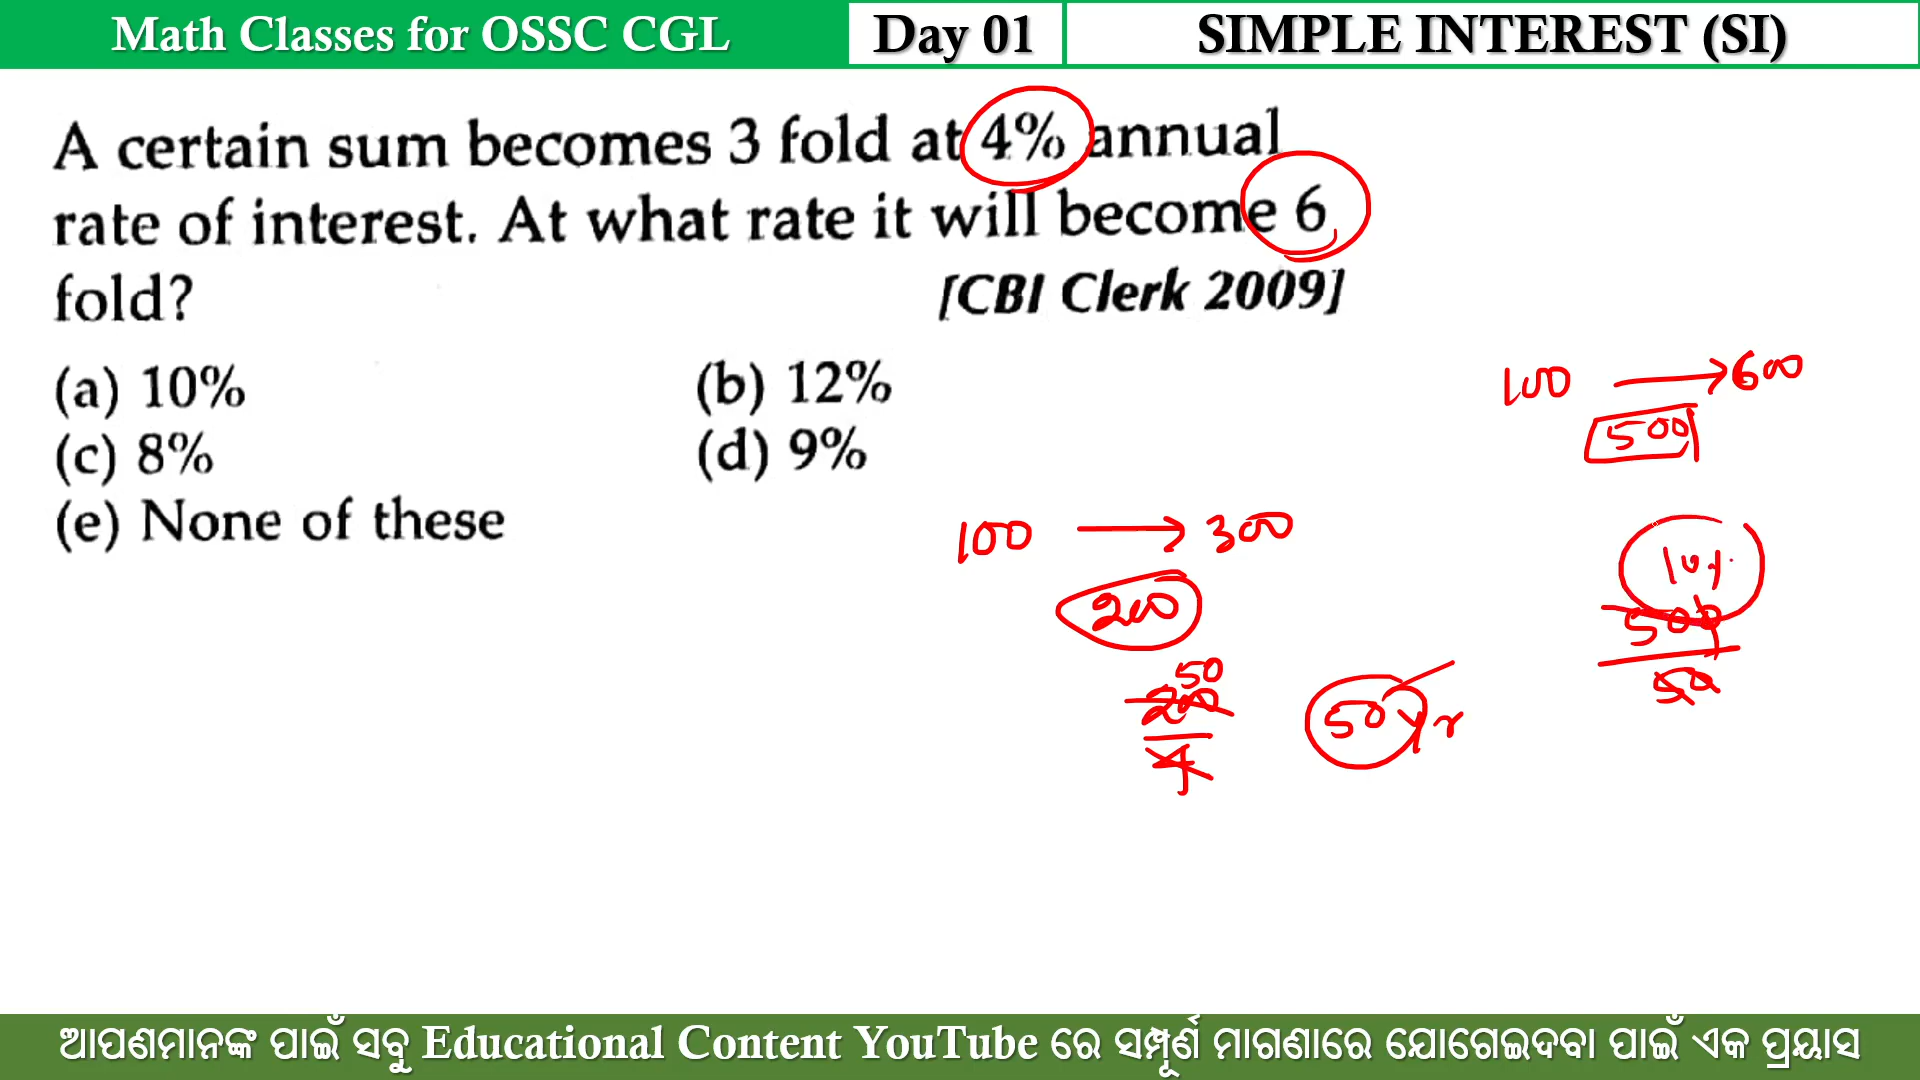 Math Classes for OSSC CGL
Day 01
SIMPLE INTEREST (SI)
A certain sum becomes 3 fold at 4% annual
rate of interest. At what rate it will become 6
fold? [CBI Clerk 2009]
(a) 10% (b) 12%
(c) 8% (d) 9%
(e) None of these
100 → 600
500
100 → 300
200
50
200
4
50 yr
10%
500
50
ଆପଣମାନଙ୍କ ପାଇଁ ସବୁ Educational Content YouTube ରେ ସମ୍ପୂର୍ଣ ମାଗଣାରେ ଯୋଗେଇଦବା ପାଇଁ ଏକ ପ୍ରୟାସ